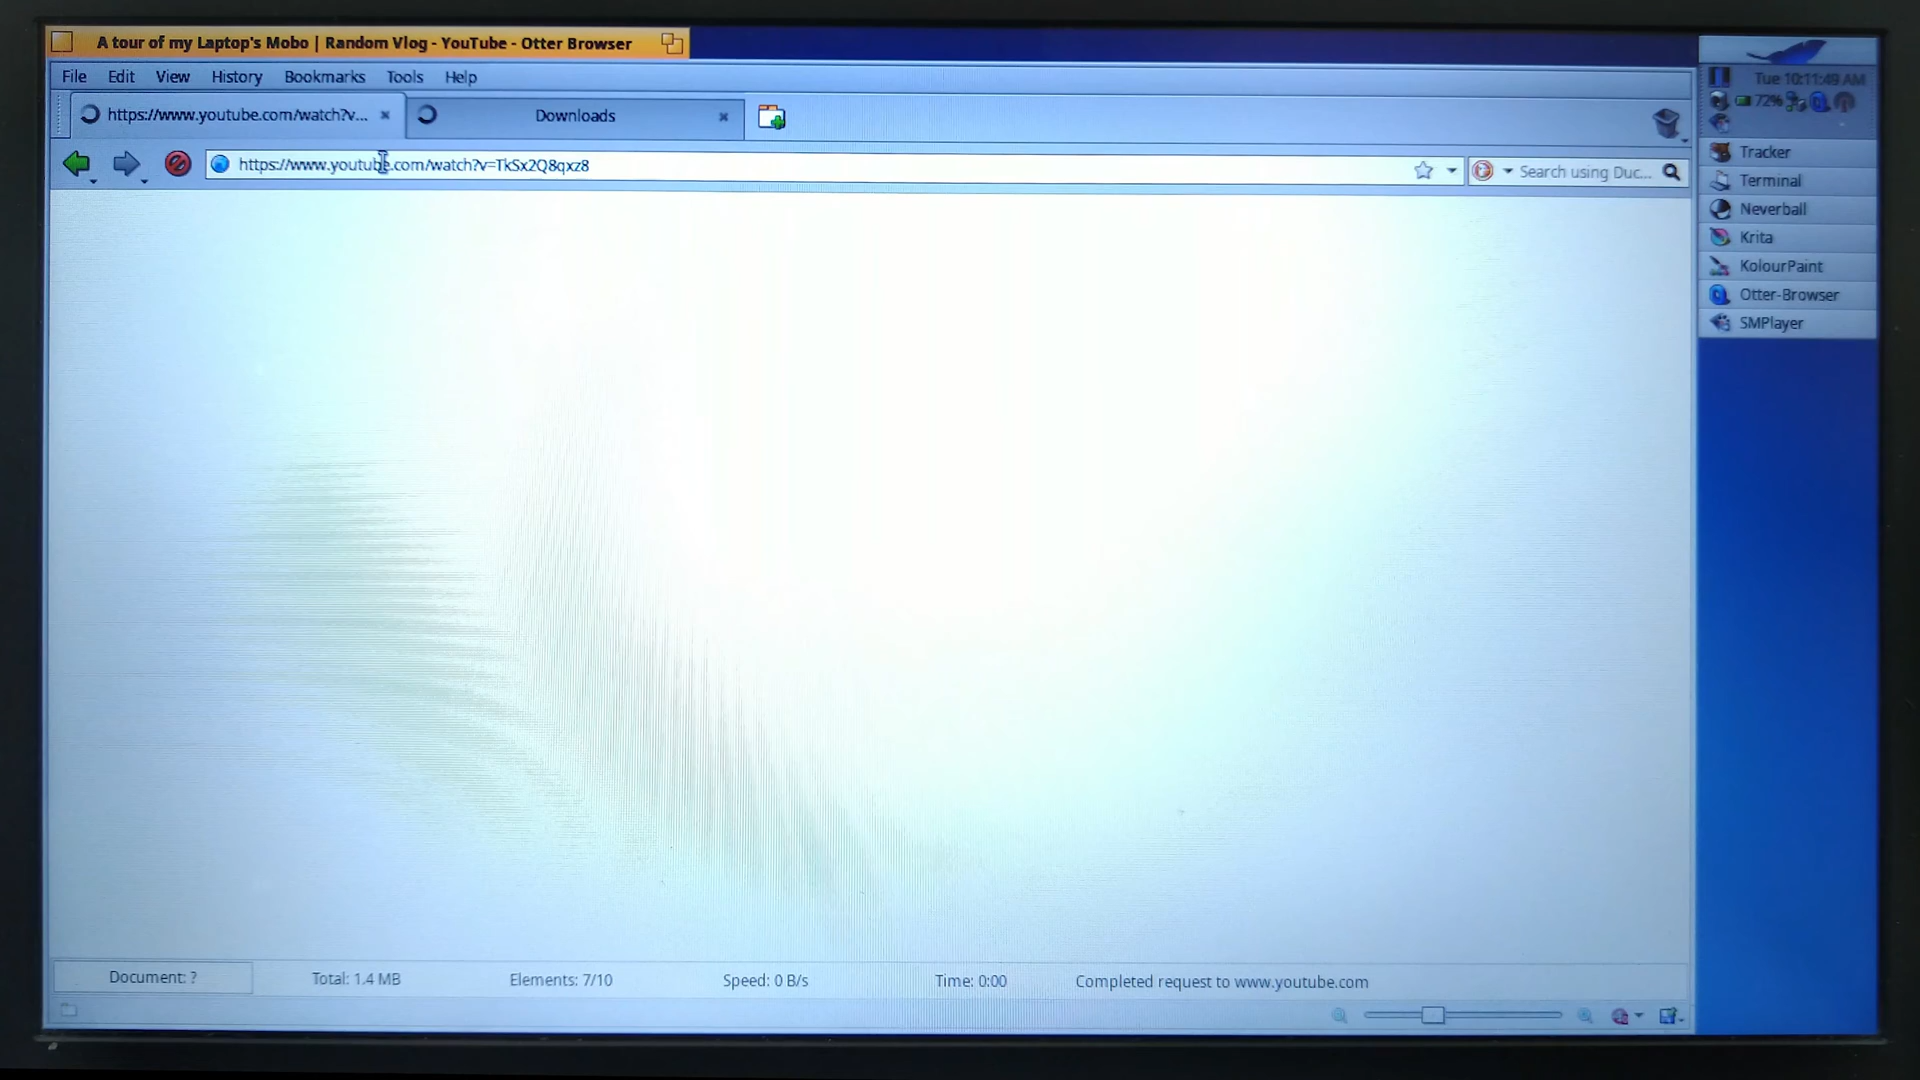 A tour of my Laptop's Mobo | Random Vlog - YouTube - Otter Browser
File Edit View History Bookmarks Tools Help
https://www.youtube.com/watch?v... Downloads
https://www.youtube.com/watch?v=TkSx2Q8qxz8
Search using Duc...
Tue 10:11:49 AM
72%
Tracker
Terminal
Neverball
Krita
KolourPaint
Otter-Browser
SMPlayer
Document: ? Total: 1.4 MB Elements: 7/10 Speed: 0 B/s Time: 0:00 Completed request to www.youtube.com